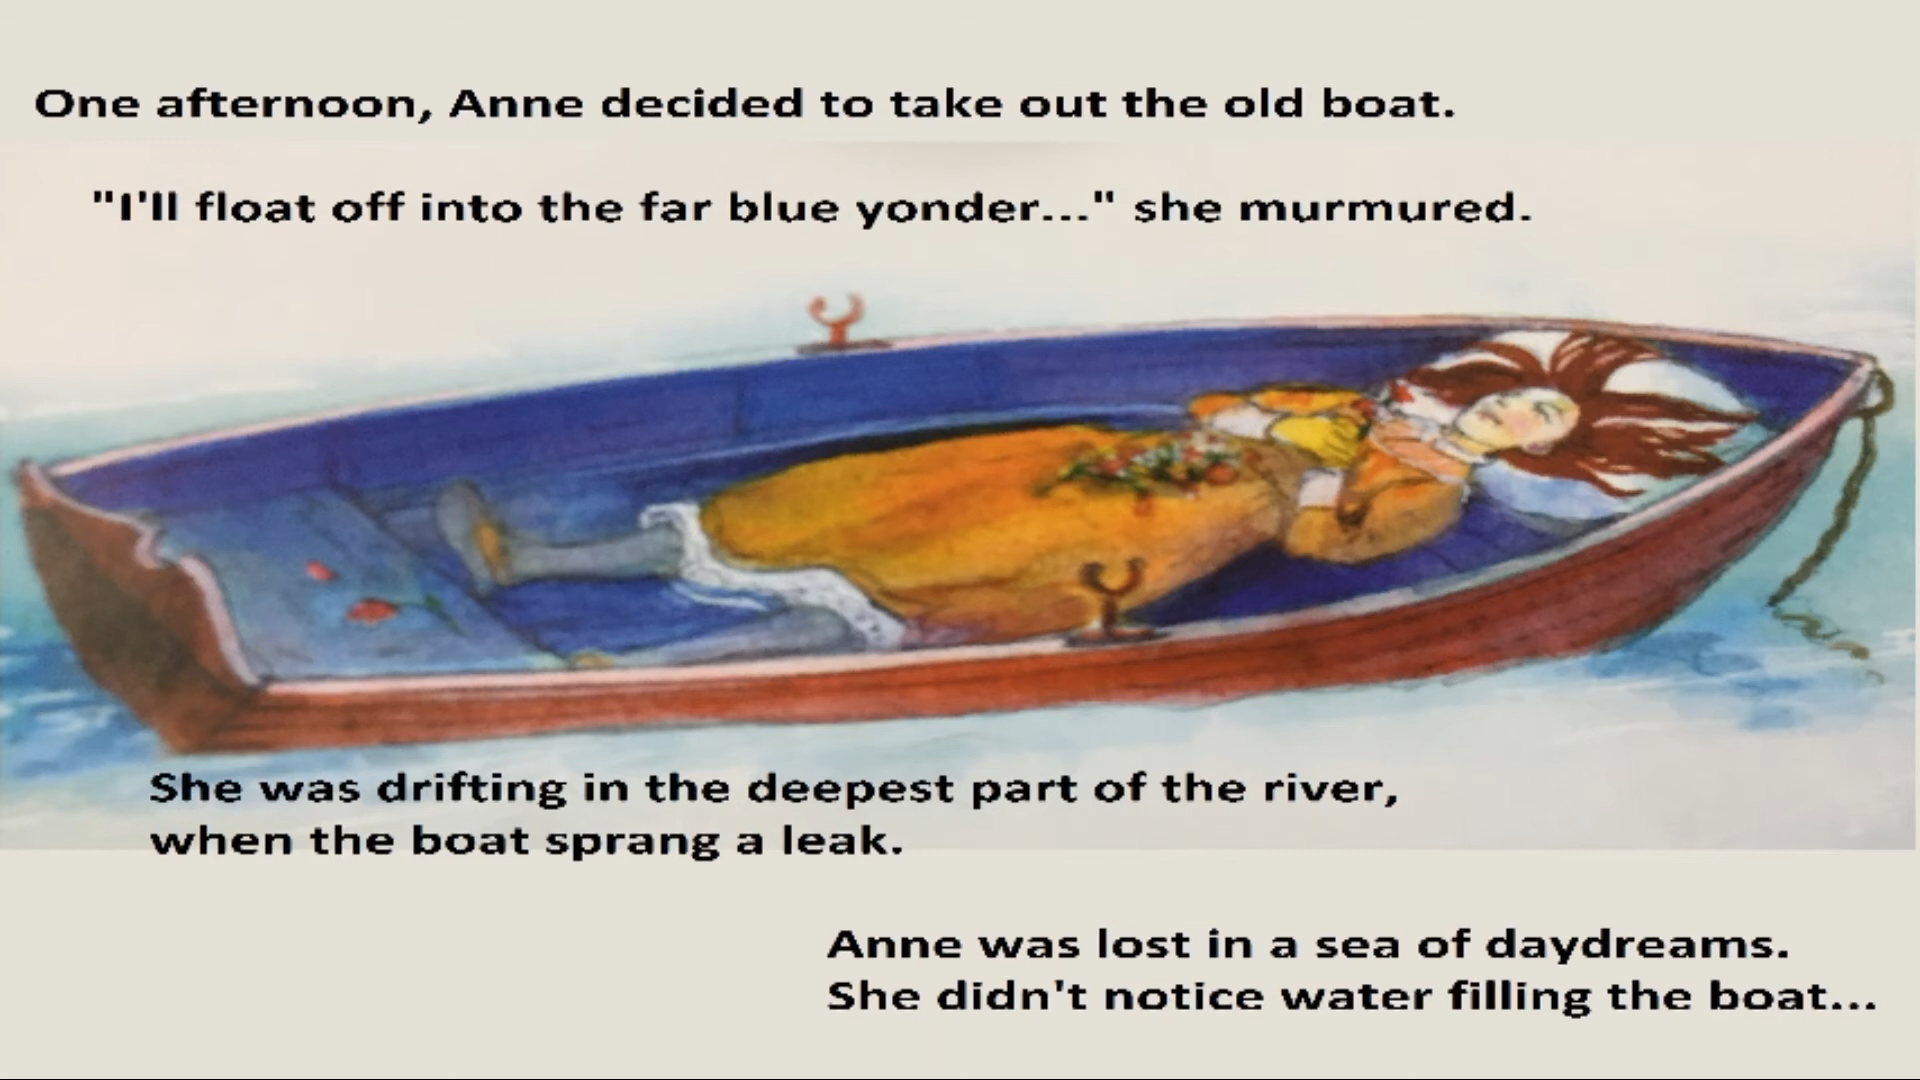 One afternoon, Anne decided to take out the old boat.
"I'll float off into the far blue yonder..." she murmured.
She was drifting in the deepest part of the river,
when the boat sprang a leak.
Anne was lost in a sea of daydreams.
She didn't notice water filling the boat...